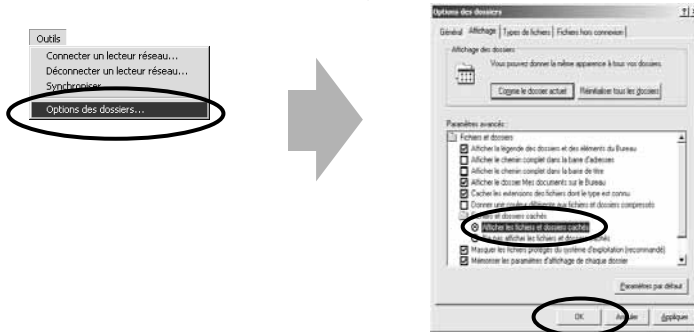 Outils
Connecter un lecteur réseau...
Déconnecter un lecteur réseau...
Synchroniser...
Options des dossiers...
Options des dossiers
Général Affichage Types de fichiers Fichiers hors connexion
Affichage des dossiers
Vous pouvez donner la même apparence à tous vos dossiers.
Comme le dossier actuel Réinitialiser tous les dossiers
Paramètres avancés :
Fichiers et dossiers
Afficher la légende des dossiers et des éléments du Bureau
Afficher le chemin complet dans la barre d'adresses
Afficher le chemin complet dans la barre de titre
Afficher le dossier Mes documents sur le Bureau
Cacher les extensions des fichiers dont le type est connu
Donner une couleur différente aux fichiers et dossiers compressés
Fichiers et dossiers cachés
Afficher les fichiers et dossiers cachés
Ne pas afficher les fichiers et dossiers cachés
Masquer les fichiers protégés du système d'exploitation (recommandé)
Mémoriser les paramètres d'affichage de chaque dossier
Paramètres par défaut
OK Annuler Appliquer